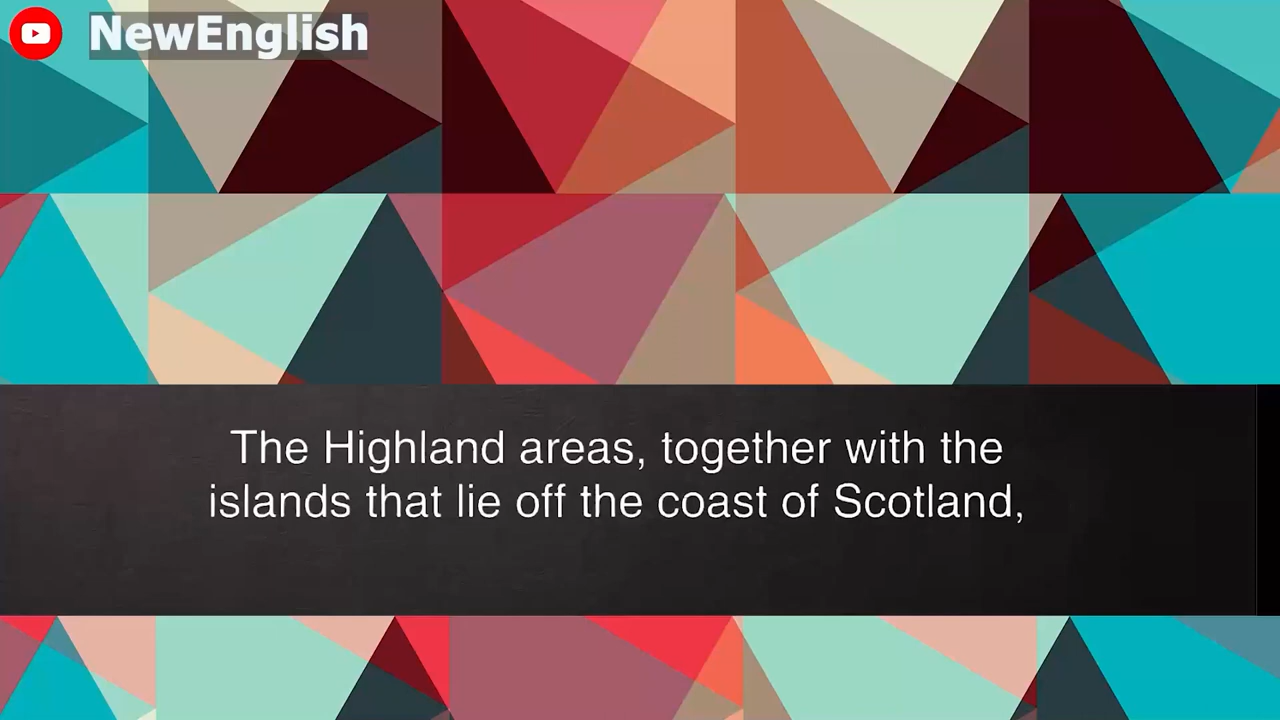 NewEnglish
The Highland areas, together with the
islands that lie off the coast of Scotland,